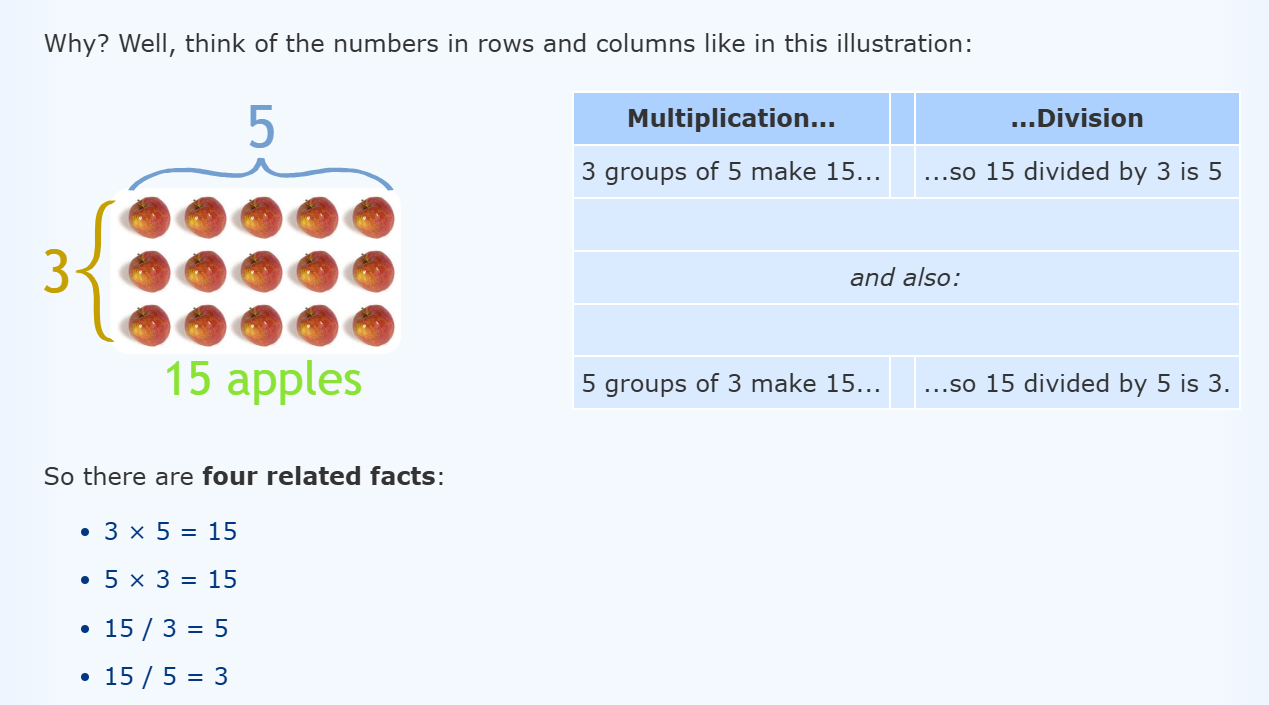 Why? Well, think of the numbers in rows and columns like in this illustration:
5
3
15 apples
Multiplication... ...Division
3 groups of 5 make 15... ...so 15 divided by 3 is 5
and also:
5 groups of 3 make 15... ...so 15 divided by 5 is 3.
So there are four related facts:
• 3 × 5 = 15
• 5 × 3 = 15
• 15 / 3 = 5
• 15 / 5 = 3